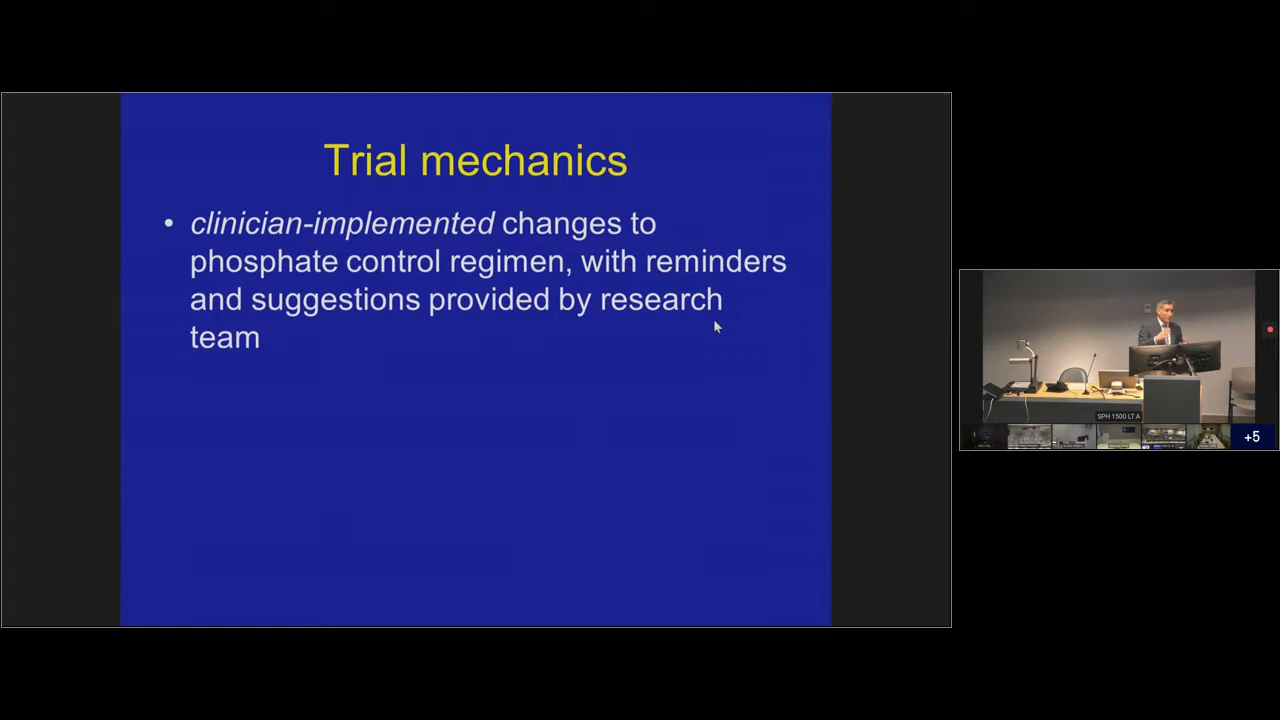 Trial mechanics
• clinician-implemented changes to
phosphate control regimen, with reminders
and suggestions provided by research
team
SPH 1500 LT A
+5